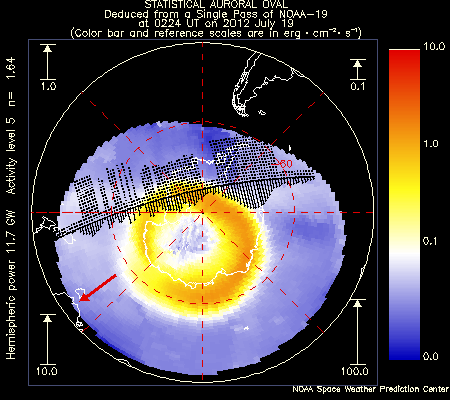 STATISTICAL AURORAL OVAL
Deduced from a Single Pass of NOAA-19
at 0224 UT on 2012 July 19
(Color bar and reference scales are in erg·cm⁻²·s⁻¹)
1.0
0.1
10.0
1.0
0.1
0.0
-60
10.0
100.0
Hemispheric power 11.7 GW Activity level 5 n= 1.64
NOAA Space Weather Prediction Center